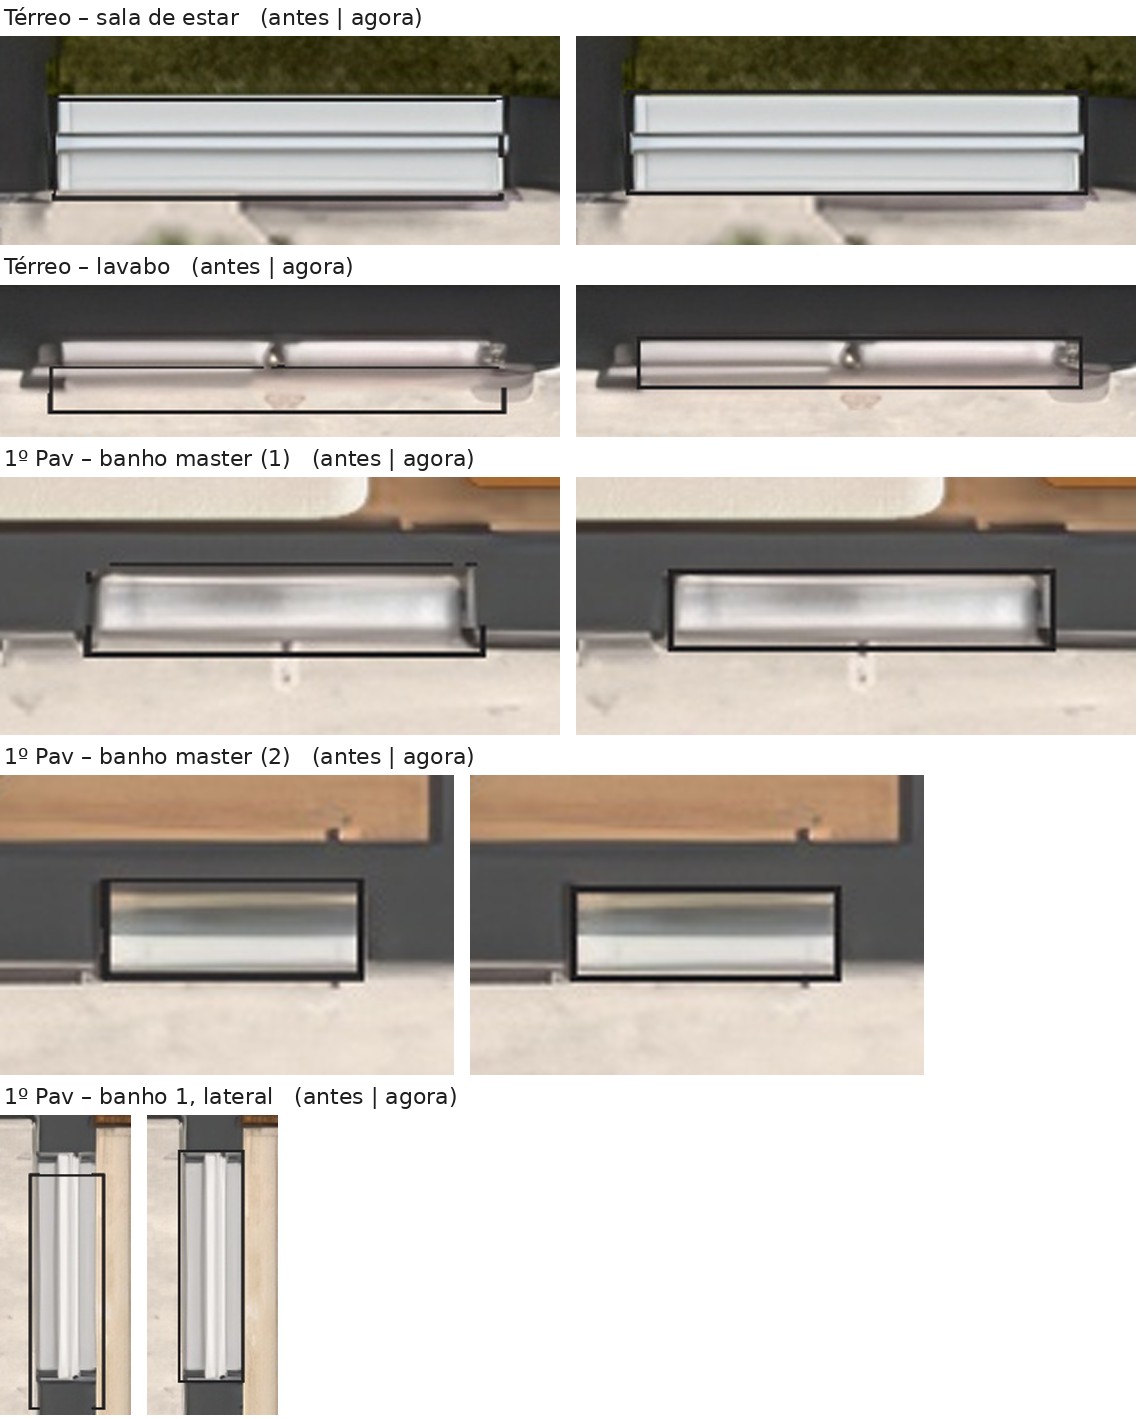 Térreo – sala de estar (antes | agora)
Térreo – lavabo (antes | agora)
1º Pav – banho master (1) (antes | agora)
1º Pav – banho master (2) (antes | agora)
1º Pav – banho 1, lateral (antes | agora)